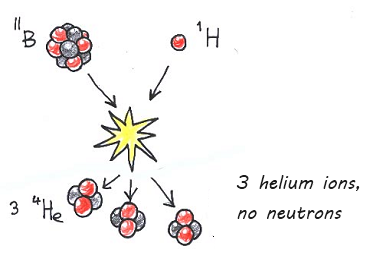 ¹¹B
¹H
3 ⁴He
3 helium ions,
no neutrons